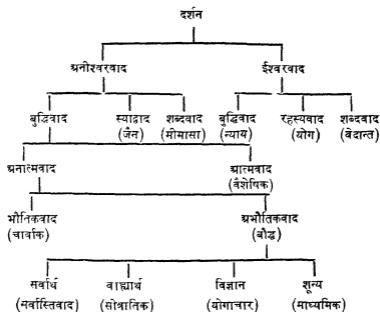 दर्शन
अनीश्वरवाद ईश्वरवाद
बुद्धिवाद स्याद्वाद शब्दवाद बुद्धिवाद रहस्यवाद शब्दवाद
(जैन) (मीमासा) (न्याय) (योग) (वेदान्त)
अनात्मवाद आत्मवाद
(वैशेषिक)
भौतिकवाद अभौतिकवाद
(चार्वाक) (बौद्ध)
सर्वार्थ वाह्यार्थ विज्ञान शून्य
(सर्वास्तिवाद) (सोत्रातिक) (योगाचार) (माध्यमिक)